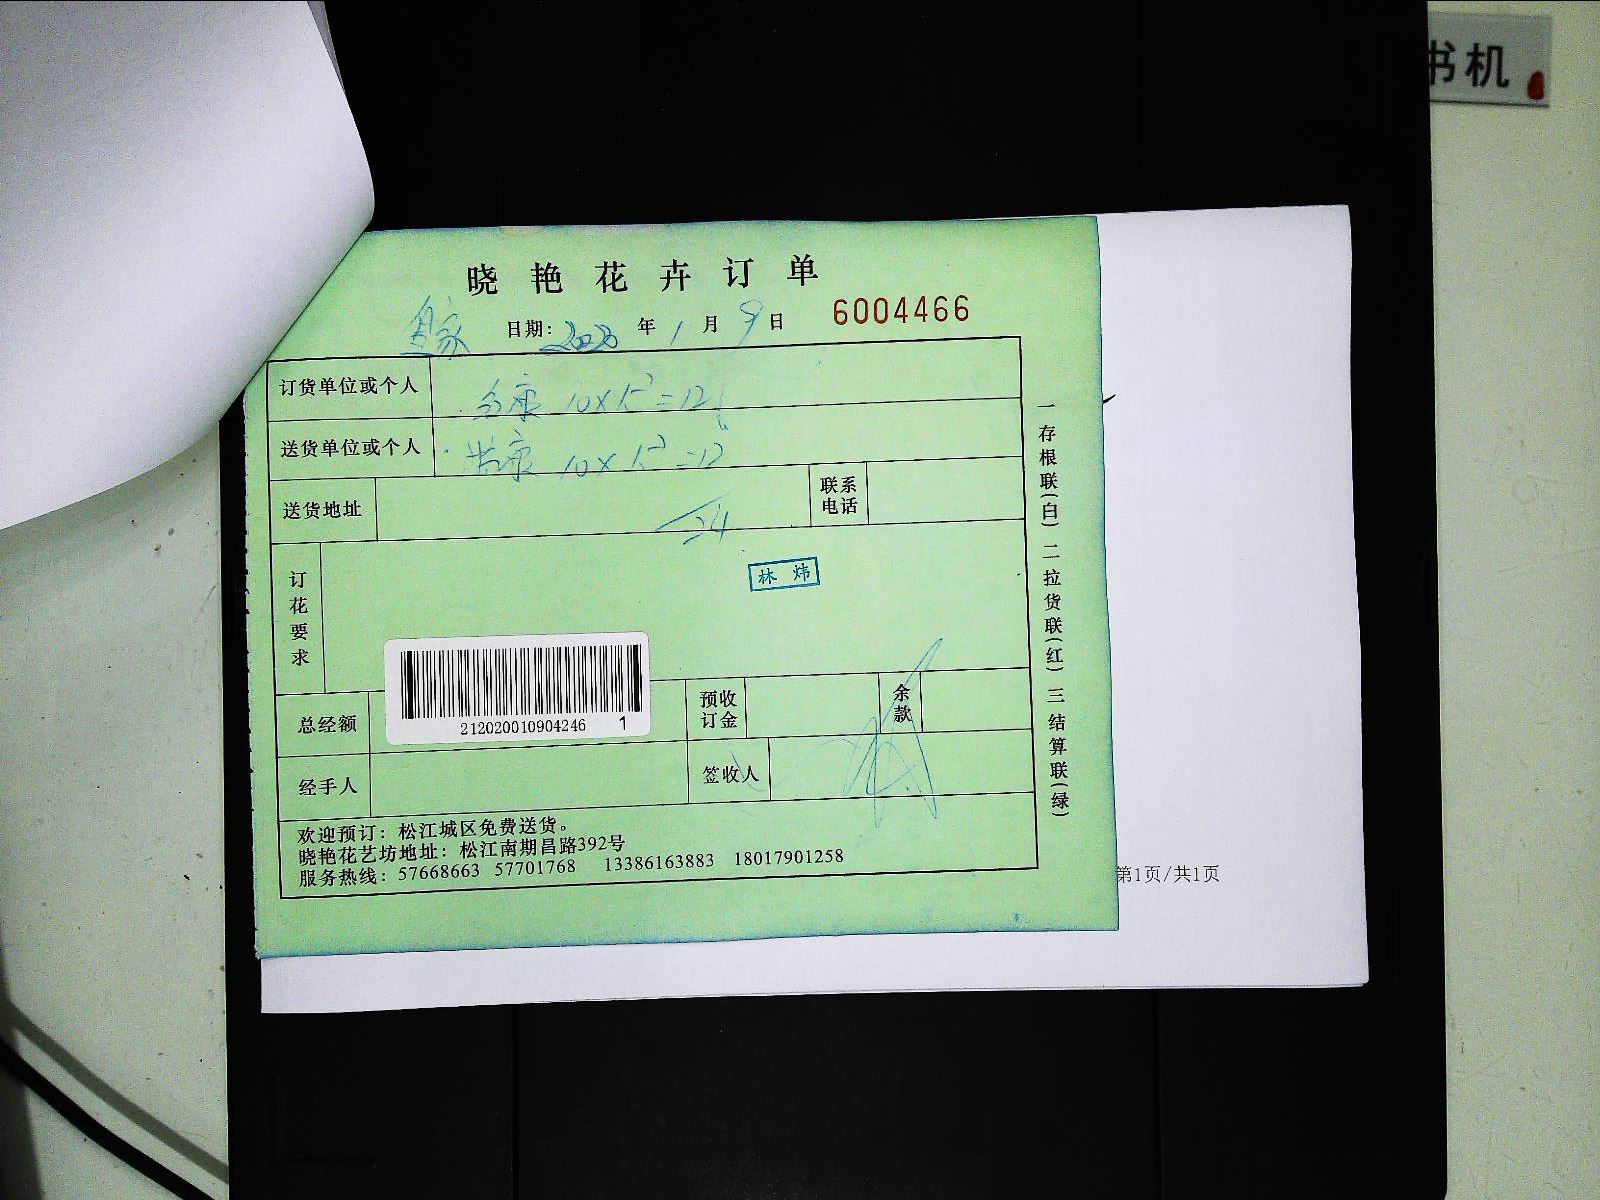 书机
晓艳花卉订单
日期: 2020 年 1 月 9 日 6004466
订货单位或个人
送货单位或个人
送货地址 24 联系电话
订花要求
林炜
总经额 预收订金 余款
212020010904246 1
经手人 签收人
欢迎预订：松江城区免费送货。
晓艳花艺坊地址：松江南期昌路392号
服务热线：57668663 57701768 13386163883 18017901258
一存根联(白) 二拉货联(红) 三结算联(绿)
第1页/共1页